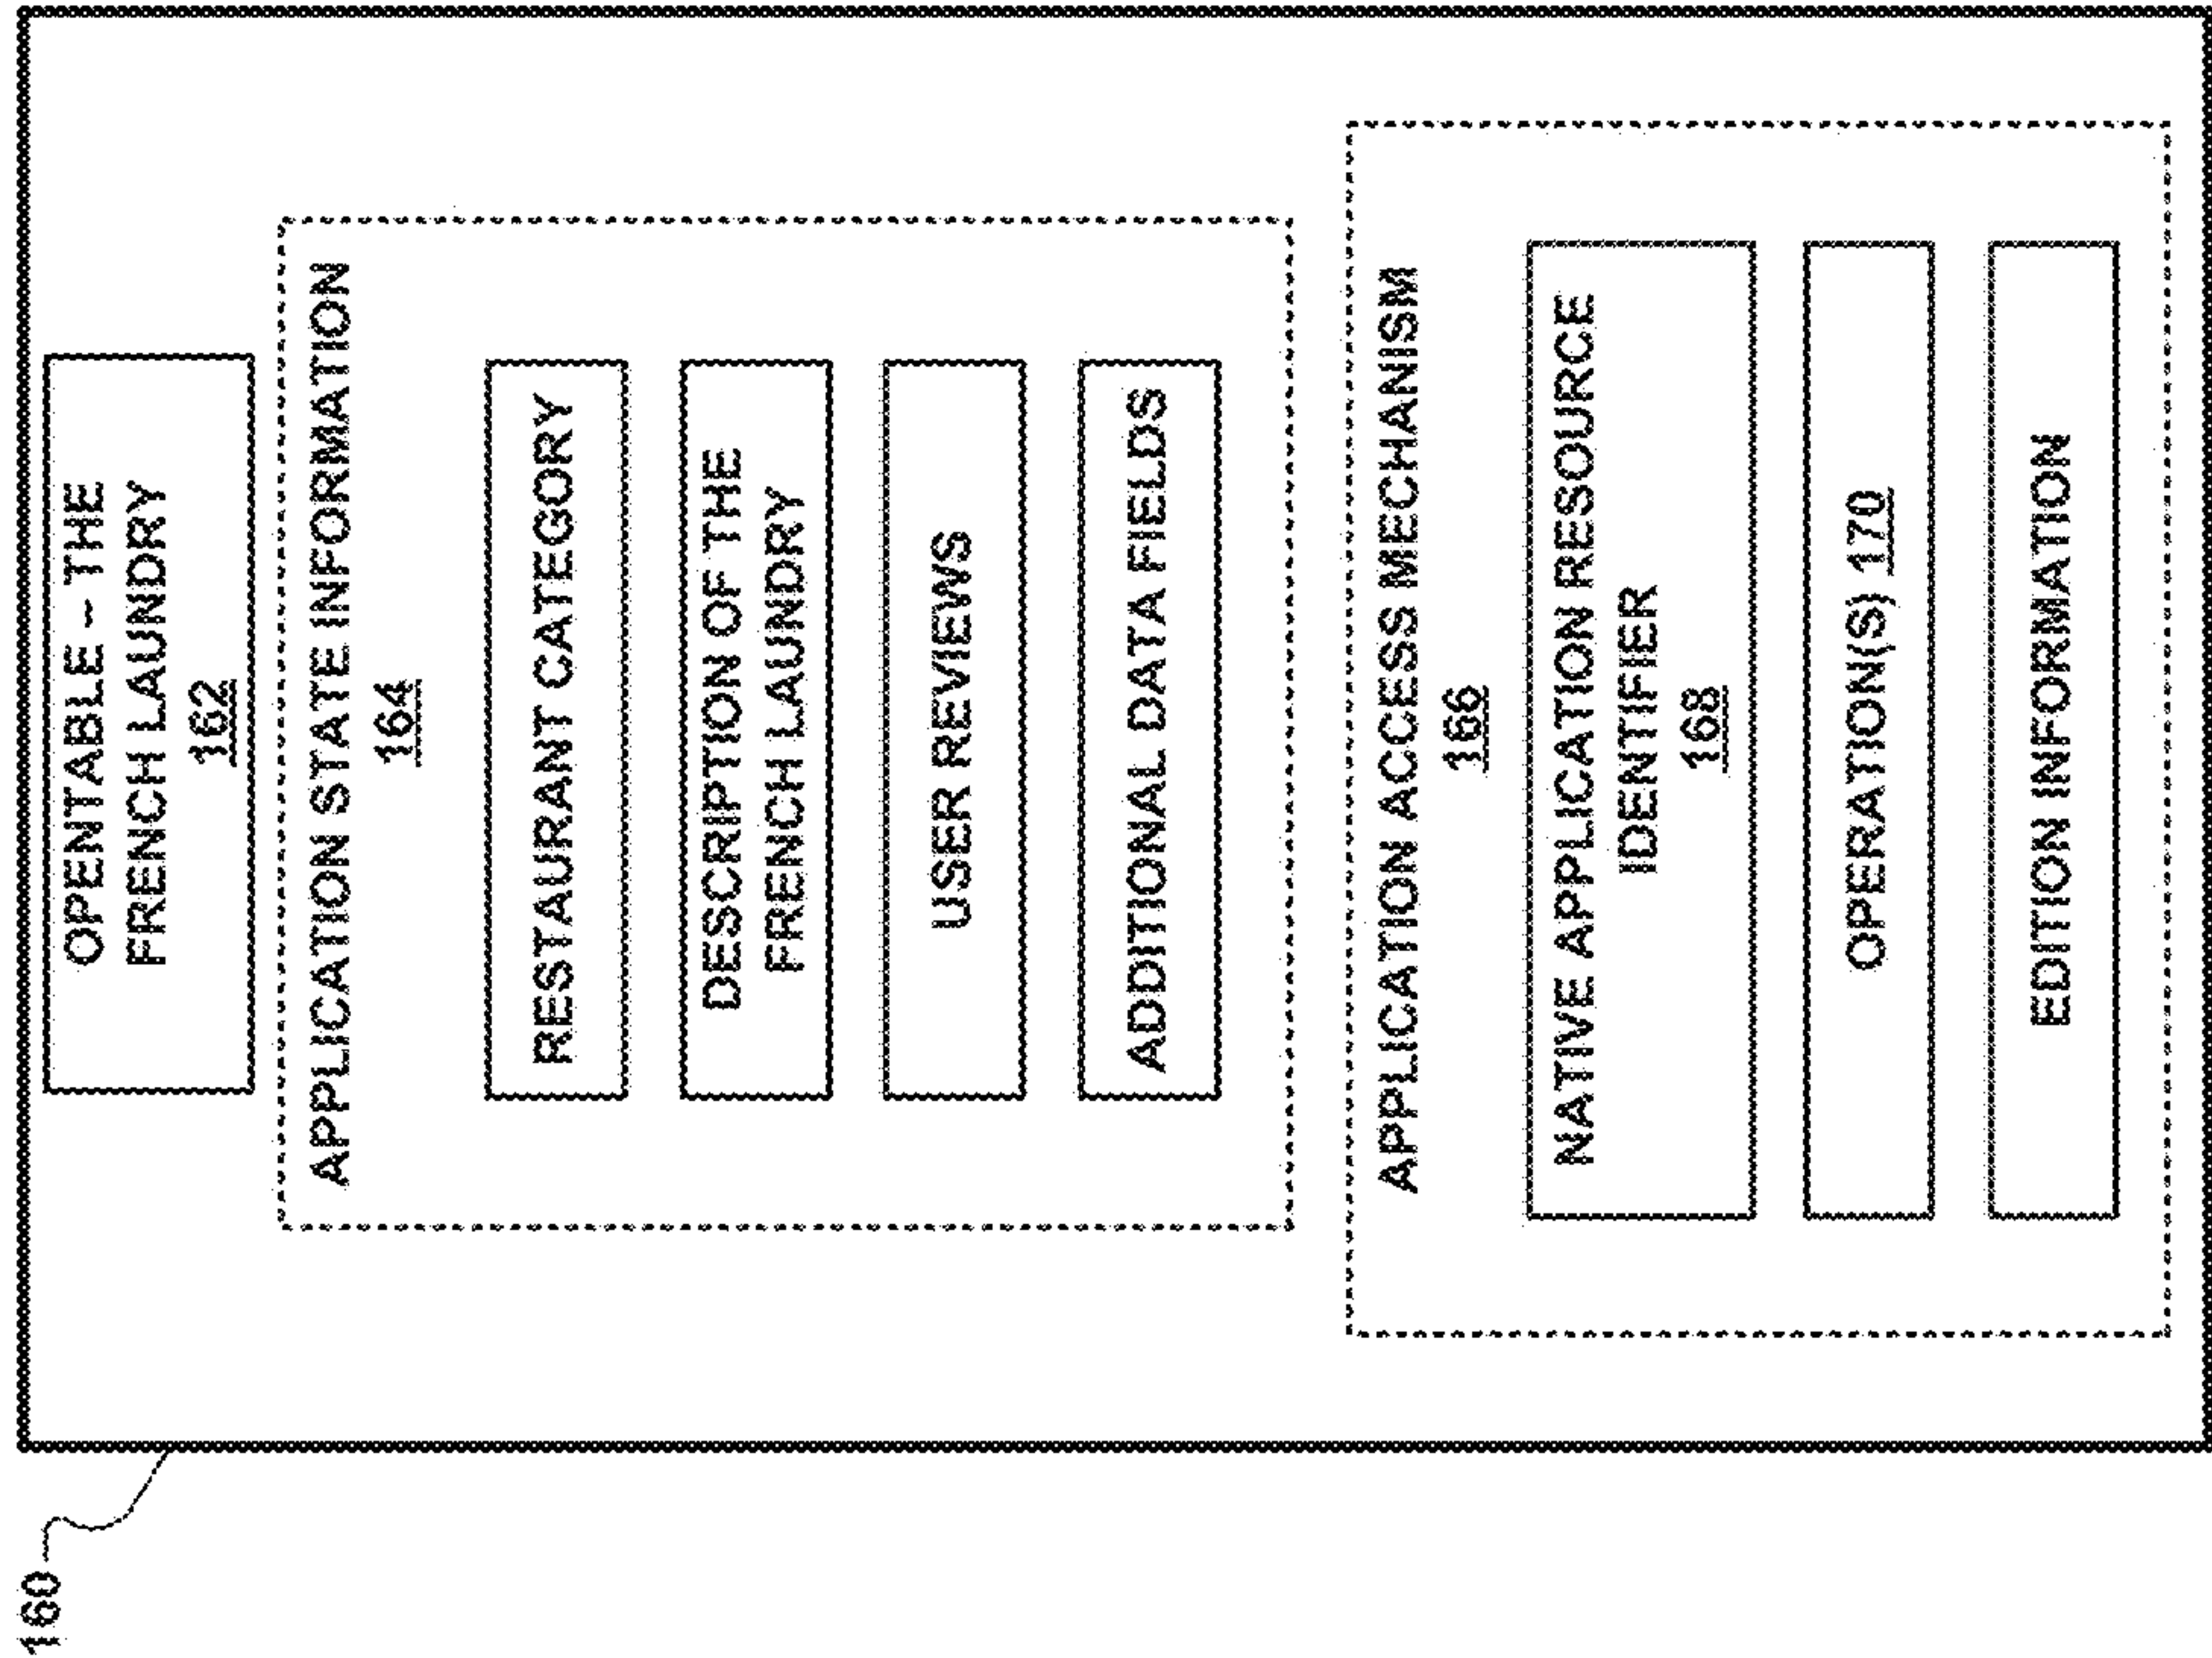 160
OPENTABLE – THE
FRENCH LAUNDRY
162
APPLICATION STATE INFORMATION
164
RESTAURANT CATEGORY
DESCRIPTION OF THE
FRENCH LAUNDRY
USER REVIEWS
ADDITIONAL DATA FIELDS
APPLICATION ACCESS MECHANISM
166
NATIVE APPLICATION RESOURCE
IDENTIFIER
168
OPERATION(S) 170
EDITION INFORMATION